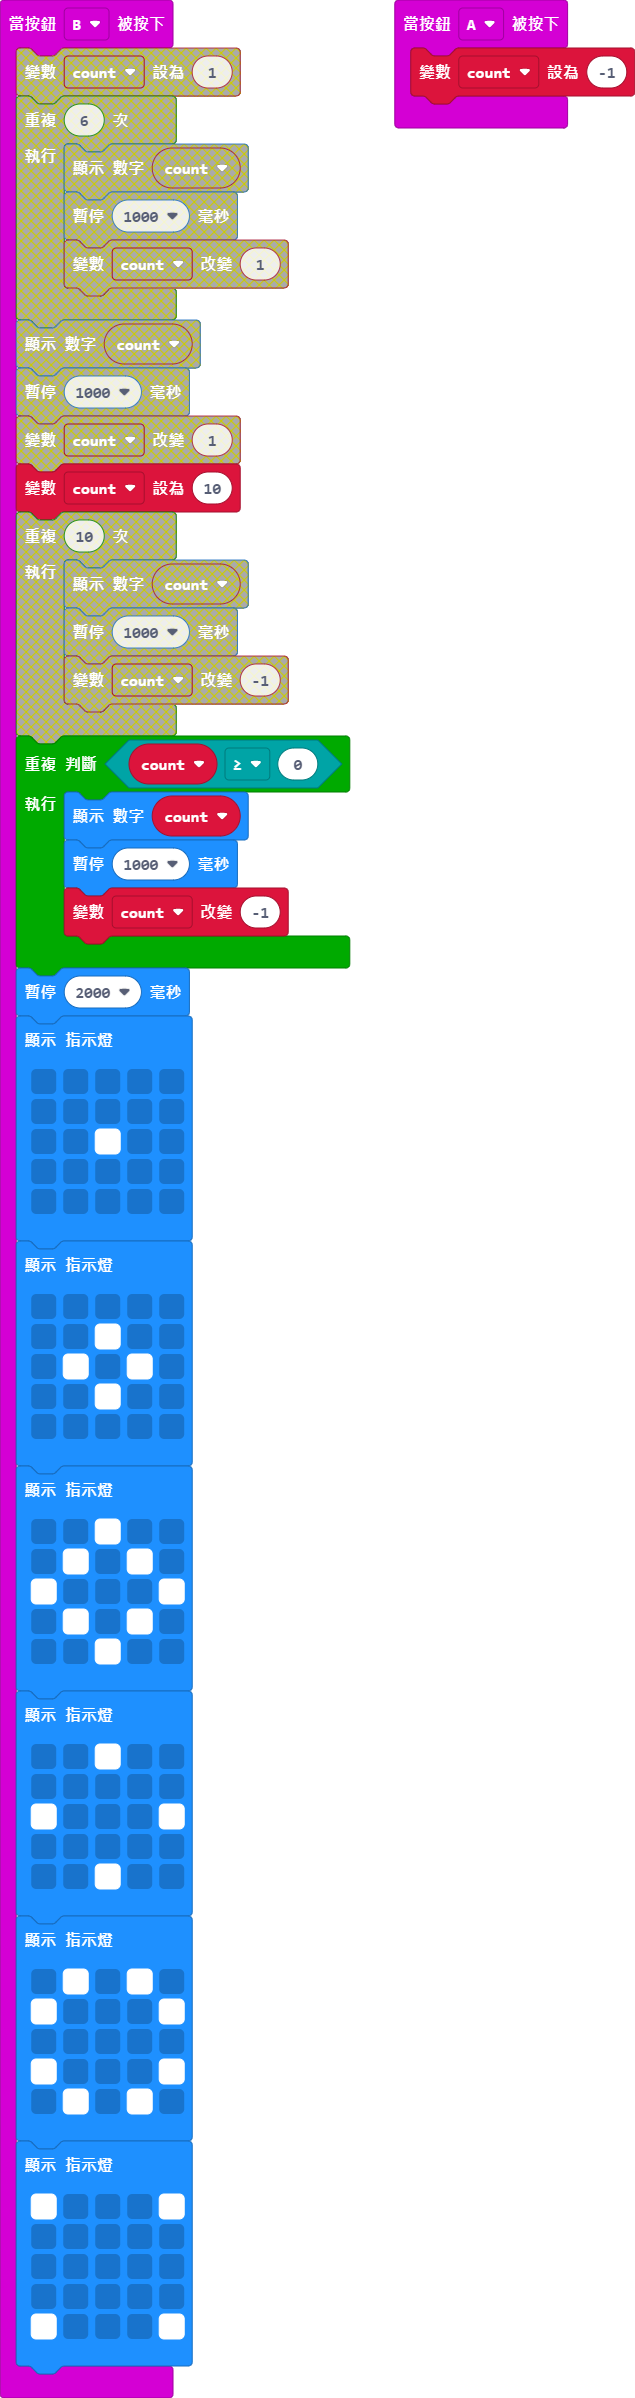 當按鈕 B 被按下
變數 count 設為 1
重複 6 次
執行
顯示 數字 count
暫停 1000 毫秒
變數 count 改變 1
顯示 數字 count
暫停 1000 毫秒
變數 count 改變 1
變數 count 設為 10
重複 10 次
執行
顯示 數字 count
暫停 1000 毫秒
變數 count 改變 -1
重複 判斷 count ≥ 0
執行
顯示 數字 count
暫停 1000 毫秒
變數 count 改變 -1
暫停 2000 毫秒
顯示 指示燈
顯示 指示燈
顯示 指示燈
顯示 指示燈
顯示 指示燈
顯示 指示燈
當按鈕 A 被按下
變數 count 設為 -1